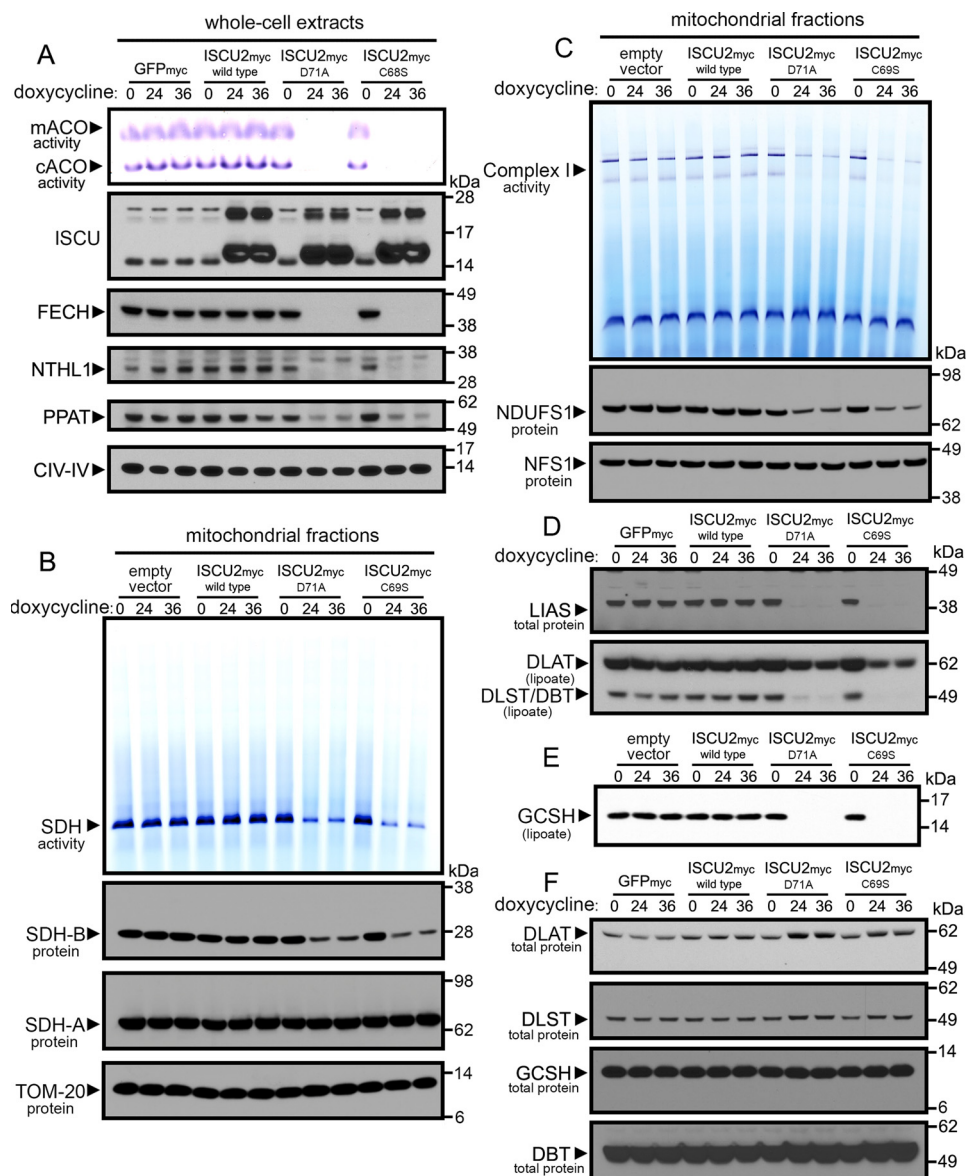 whole-cell extracts
A
GFPmyc
ISCU2myc
wild type
ISCU2myc
D71A
ISCU2myc
C68S
doxycycline: 0 24 36 0 24 36 0 24 36 0 24 36
mACO
activity
cACO
activity
kDa
28
ISCU
17
14
49
FECH
38
38
NTHL1
28
62
PPAT
49
17
CIV-IV
14
mitochondrial fractions
B
empty
vector
ISCU2myc
wild type
ISCU2myc
D71A
ISCU2myc
C69S
doxycycline: 0 24 36 0 24 36 0 24 36 0 24 36
SDH
activity
kDa
38
SDH-B
protein
28
98
SDH-A
protein
62
14
TOM-20
protein
6
mitochondrial fractions
C
empty
vector
ISCU2myc
wild type
ISCU2myc
D71A
ISCU2myc
C69S
doxycycline: 0 24 36 0 24 36 0 24 36 0 24 36
Complex I
activity
kDa
98
NDUFS1
protein
62
49
NFS1
protein
38
D
GFPmyc
ISCU2myc
wild type
ISCU2myc
D71A
ISCU2myc
C69S
doxycycline: 0 24 36 0 24 36 0 24 36 0 24 36
kDa
49
LIAS
total protein
38
DLAT
(lipoate)
62
DLST/DBT
(lipoate)
49
E
empty
vector
ISCU2myc
wild type
ISCU2myc
D71A
ISCU2myc
C69S
0 24 36 0 24 36 0 24 36 0 24 36
kDa
17
GCSH
(lipoate)
14
F
GFPmyc
ISCU2myc
wild type
ISCU2myc
D71A
ISCU2myc
C69S
doxycycline: 0 24 36 0 24 36 0 24 36 0 24 36
kDa
DLAT
total protein
62
49
62
DLST
total protein
49
14
GCSH
total protein
6
62
DBT
total protein
49